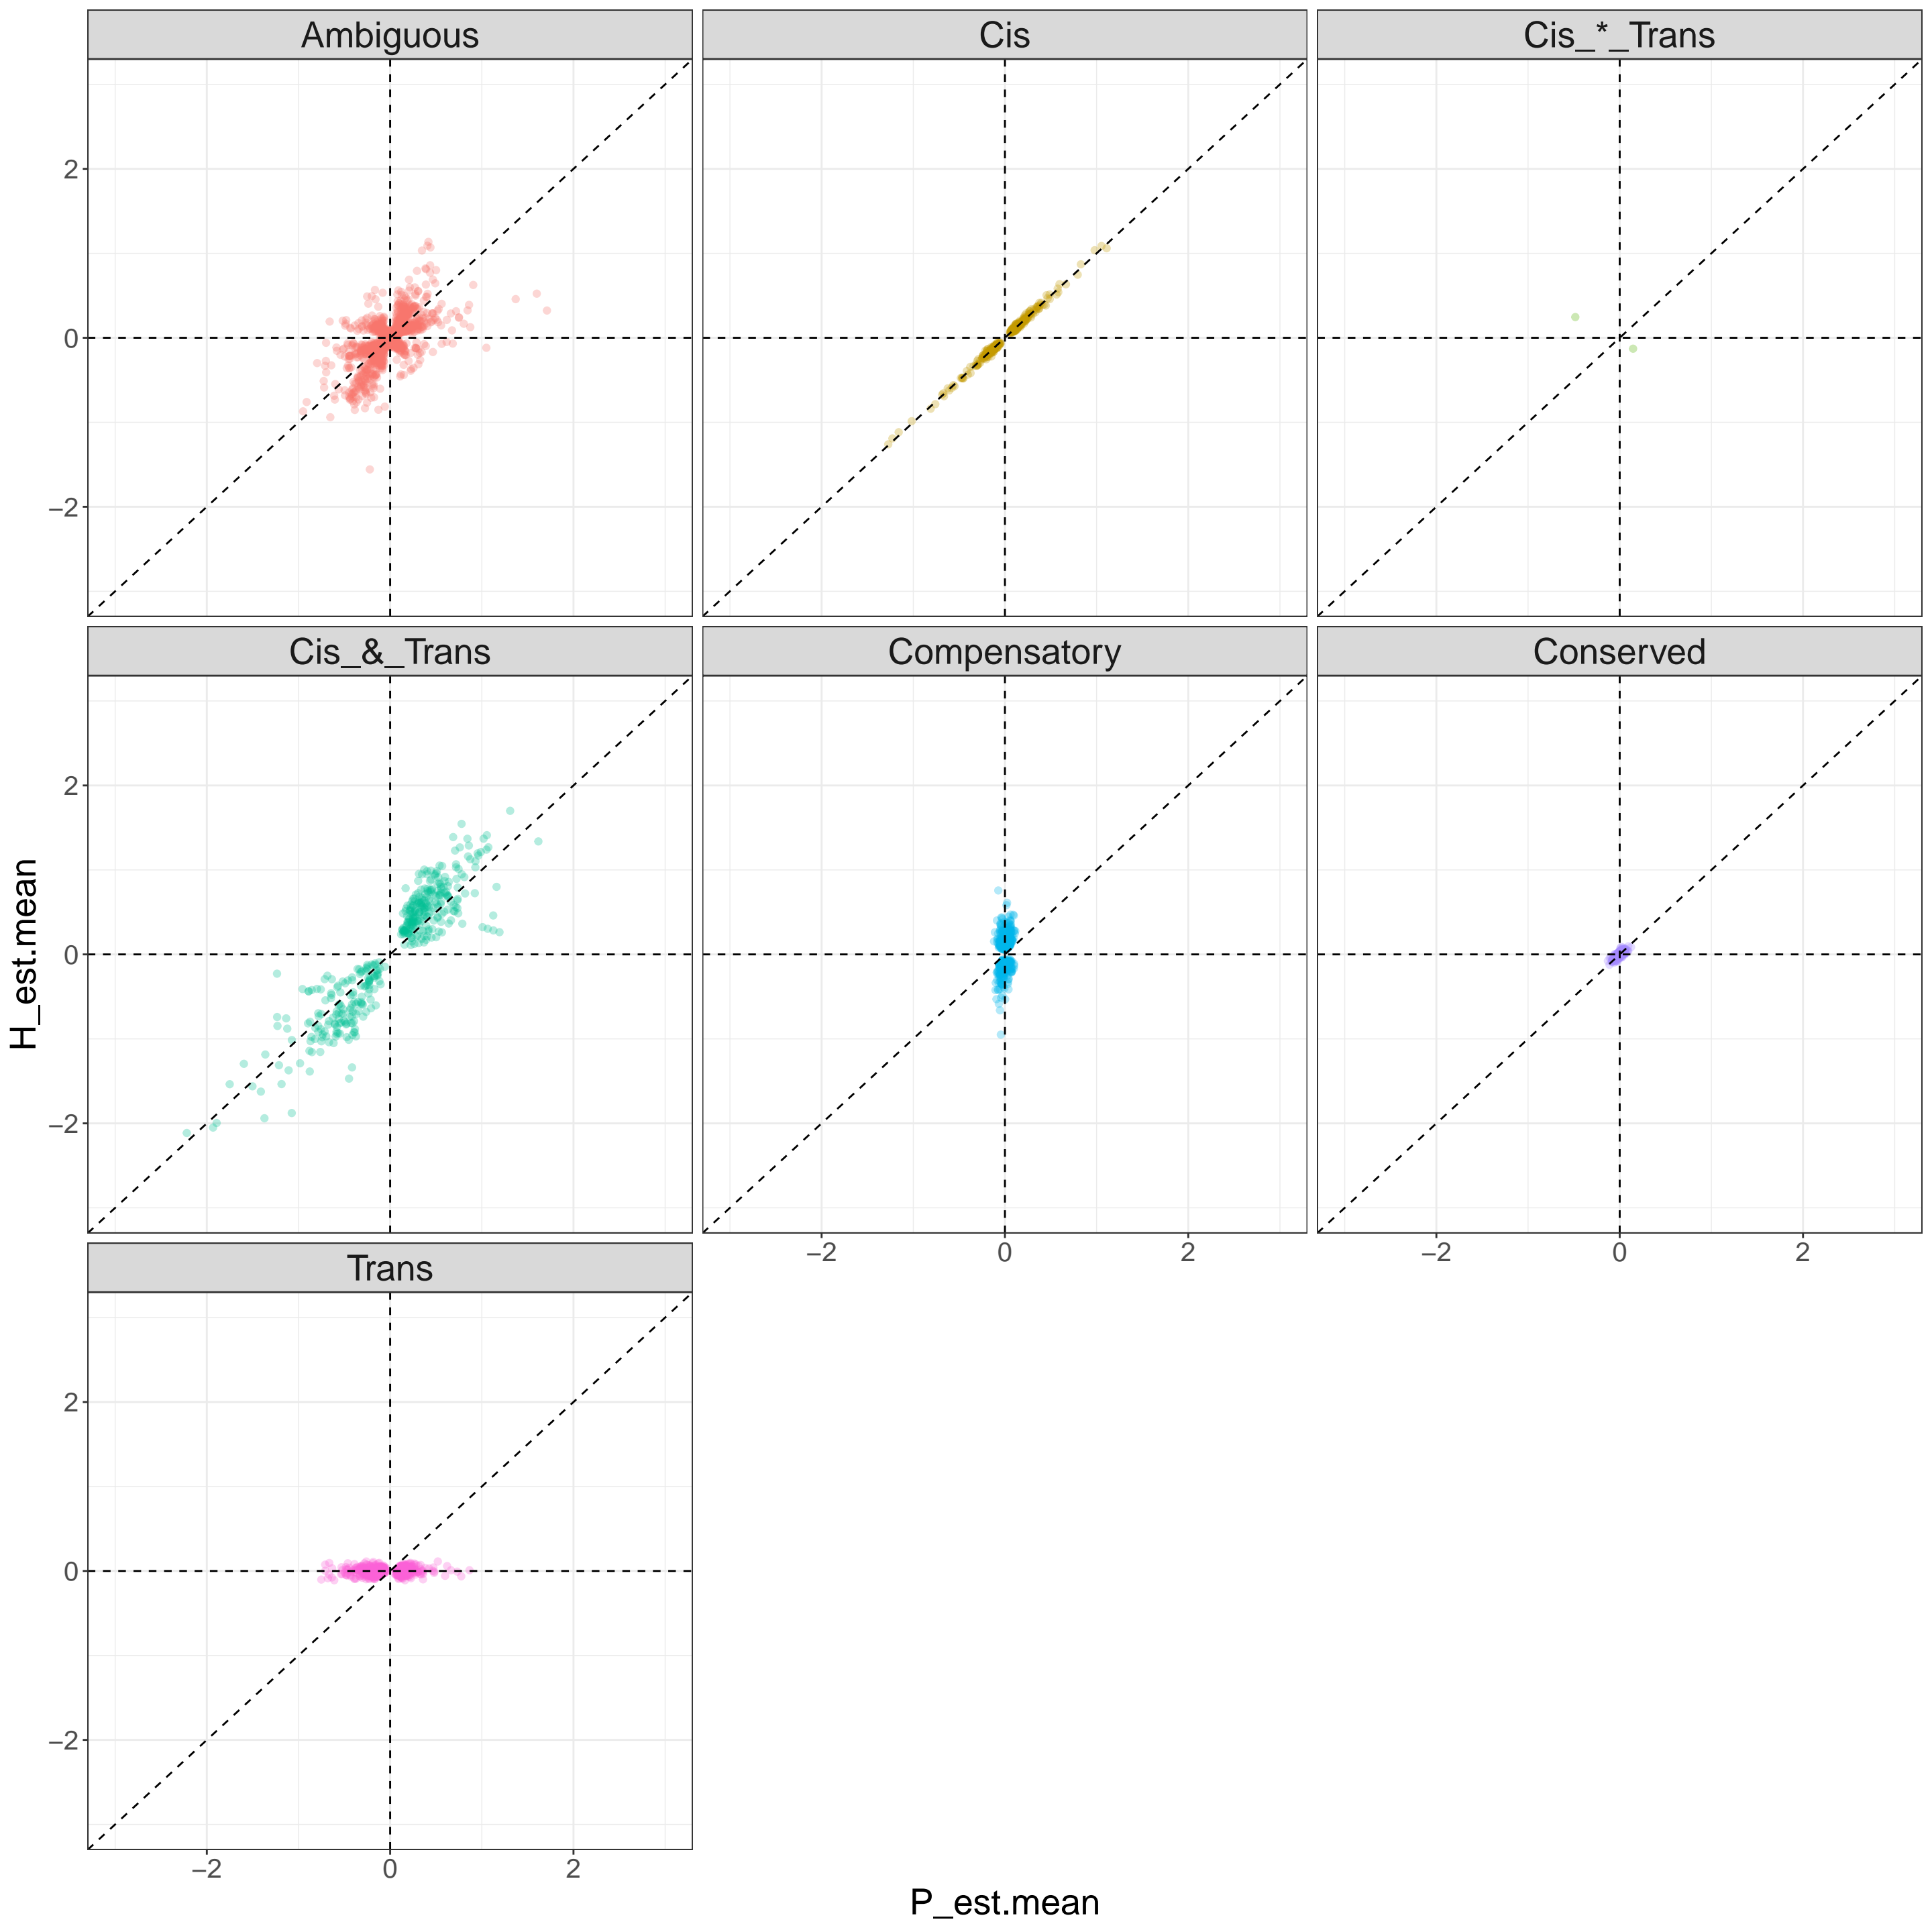 Ambiguous
Cis
Cis_*_Trans
2
0
−2
Cis_&_Trans
Compensatory
Conserved
2
0
−2
−2 0 2
−2 0 2
Trans
2
0
−2
−2 0 2
H_est.mean
P_est.mean